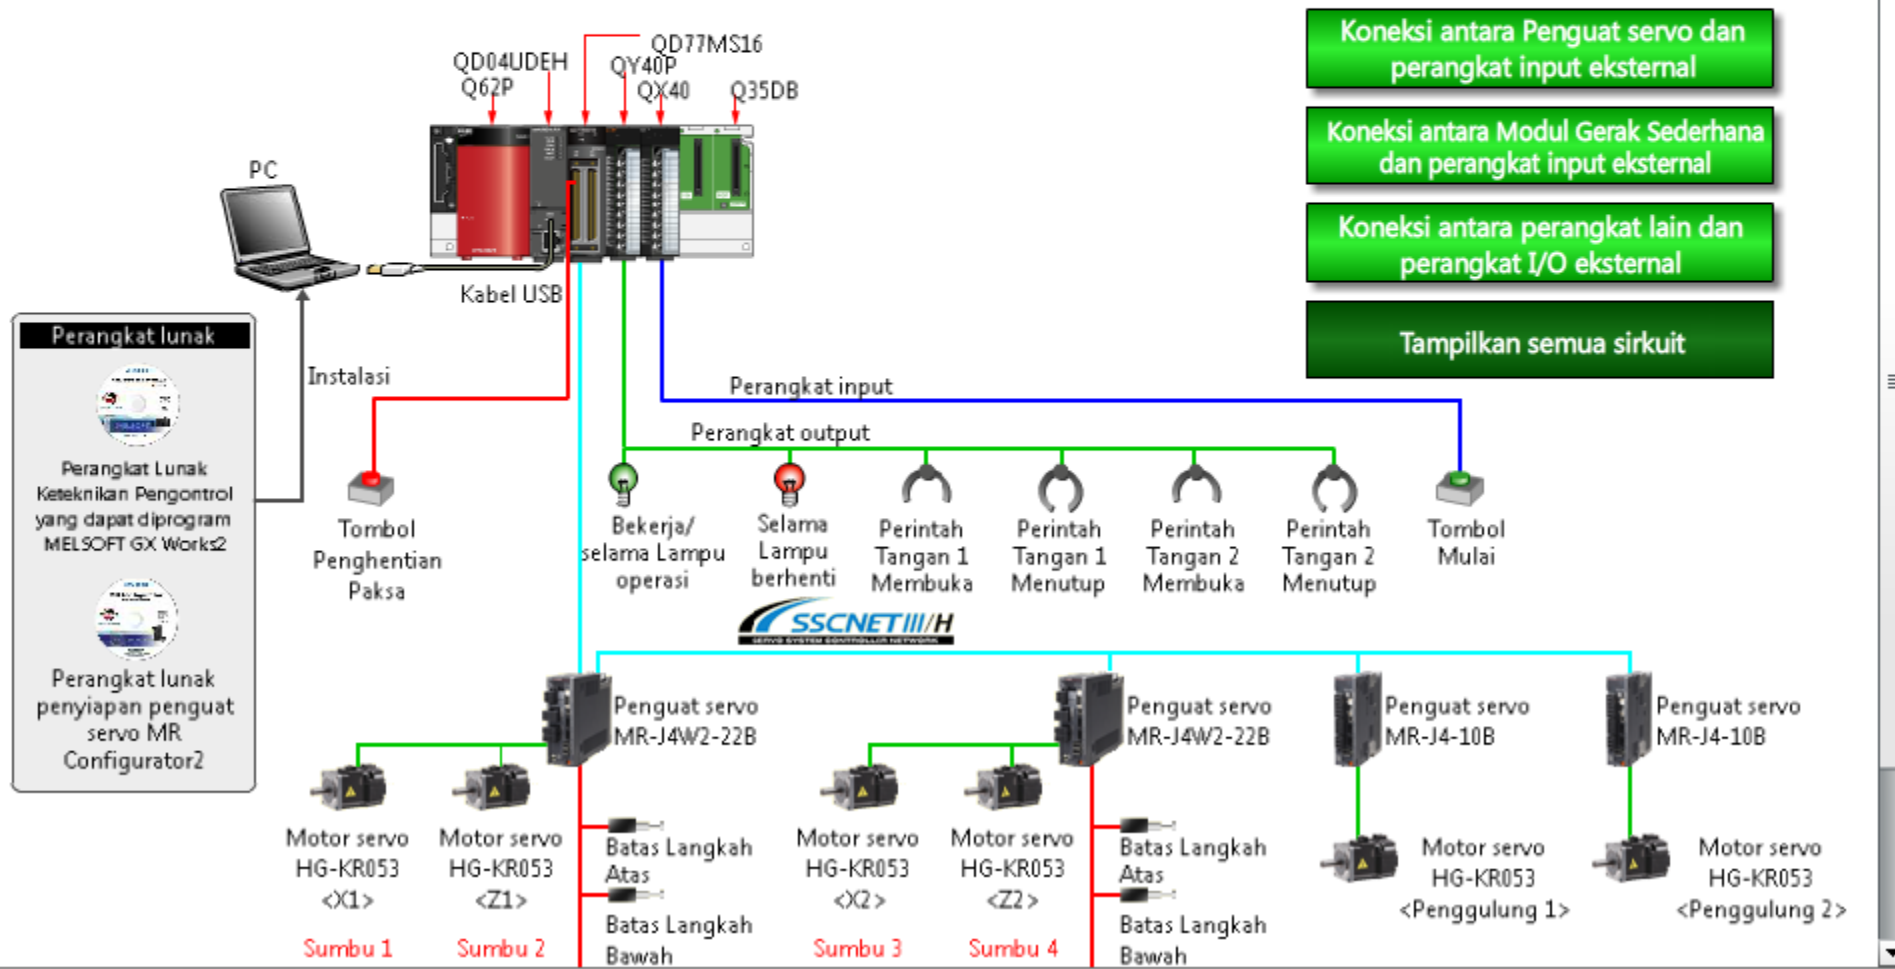 QD77MS16
QD04UDEH
QY40P
Q62P
QX40
Q35DB
PC
Kabel USB
Koneksi antara Penguat servo dan
perangkat input eksternal
Koneksi antara Modul Gerak Sederhana
dan perangkat input eksternal
Koneksi antara perangkat lain dan
perangkat I/O eksternal
Tampilkan semua sirkuit
Perangkat lunak
Instalasi
Perangkat Lunak
Keteknikan Pengontrol
yang dapat diprogram
MELSOFT GX Works2
Perangkat lunak
penyiapan penguat
servo MR
Configurator2
Perangkat input
Perangkat output
Tombol
Penghentian
Paksa
Bekerja/
selama Lampu
operasi
Selama
Lampu
berhenti
Perintah
Tangan 1
Membuka
Perintah
Tangan 1
Menutup
Perintah
Tangan 2
Membuka
Perintah
Tangan 2
Menutup
Tombol
Mulai
SSCNETIII/H
SERVO SYSTEM CONTROLLER NETWORK
Penguat servo
MR-J4W2-22B
Penguat servo
MR-J4W2-22B
Penguat servo
MR-J4-10B
Penguat servo
MR-J4-10B
Motor servo
HG-KR053
<X1>
Sumbu 1
Motor servo
HG-KR053
<Z1>
Sumbu 2
Batas Langkah
Atas
Batas Langkah
Bawah
Motor servo
HG-KR053
<X2>
Sumbu 3
Motor servo
HG-KR053
<Z2>
Sumbu 4
Batas Langkah
Atas
Batas Langkah
Bawah
Motor servo
HG-KR053
<Penggulung 1>
Motor servo
HG-KR053
<Penggulung 2>